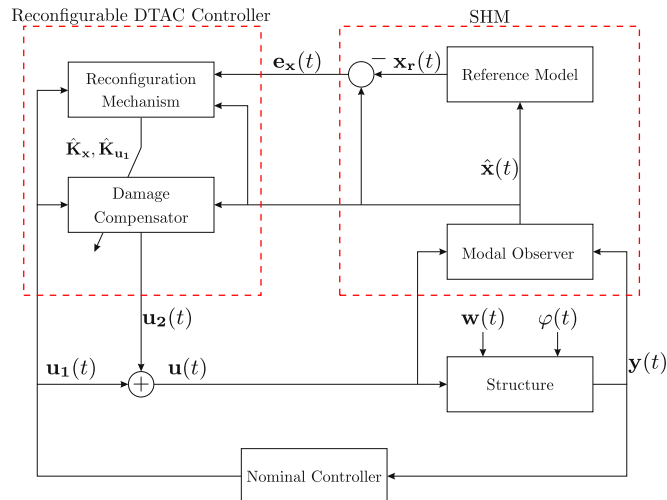 Reconfigurable DTAC Controller
SHM
Reconfiguration
Mechanism
e_x(t)
− x_r(t)
Reference Model
K̂_x, K̂_{u_1}
x̂(t)
Damage
Compensator
Modal Observer
u_2(t)
w(t)
φ(t)
u_1(t)
+
u(t)
Structure
y(t)
Nominal Controller